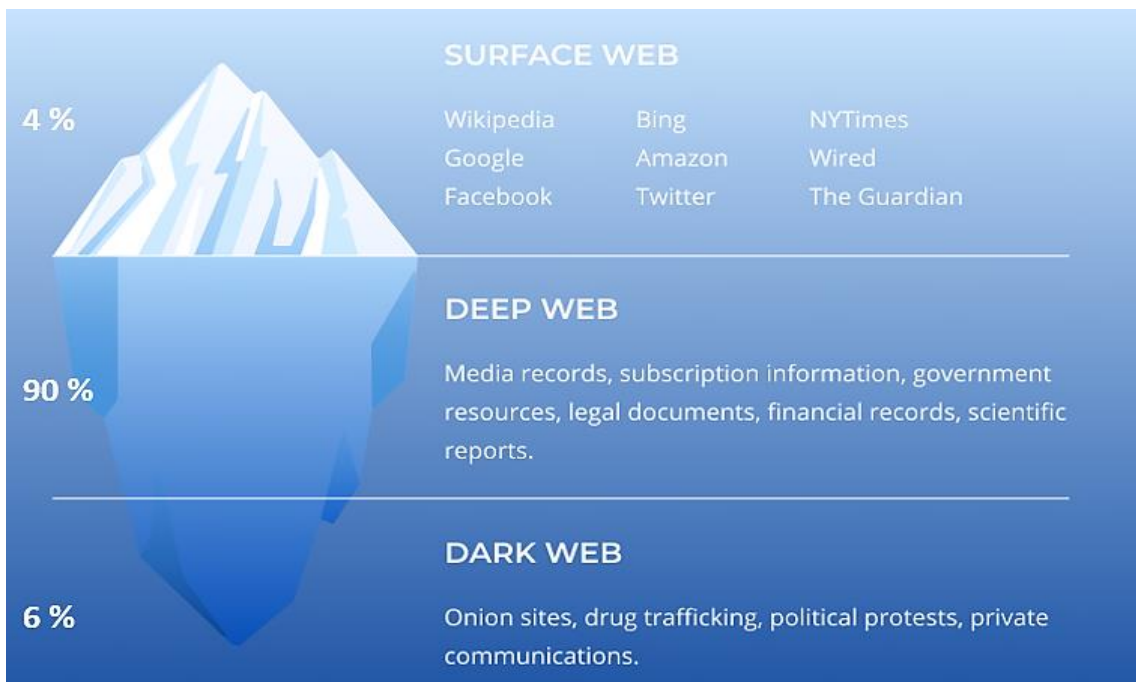 SURFACE WEB
4 %
Wikipedia Bing NYTimes
Google Amazon Wired
Facebook Twitter The Guardian
DEEP WEB
Media records, subscription information, government
90 %
resources, legal documents, financial records, scientific
reports.
DARK WEB
6 %
Onion sites, drug trafficking, political protests, private
communications.